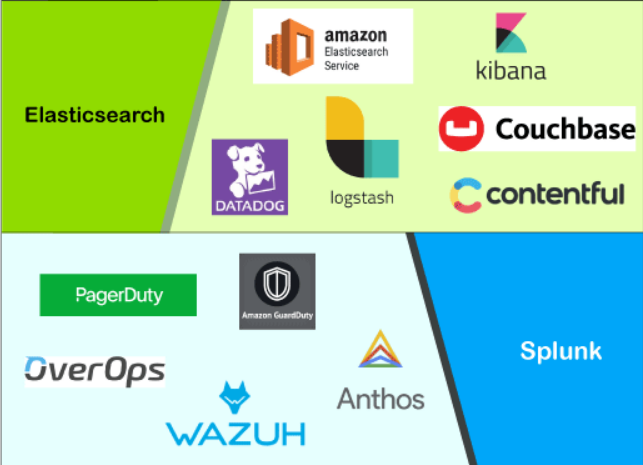 Elasticsearch
amazon
Elasticsearch
Service
kibana
Couchbase
DATADOG
logstash
contentful
PagerDuty
Amazon GuardDuty
OverOps
WAZUH
Anthos
Splunk